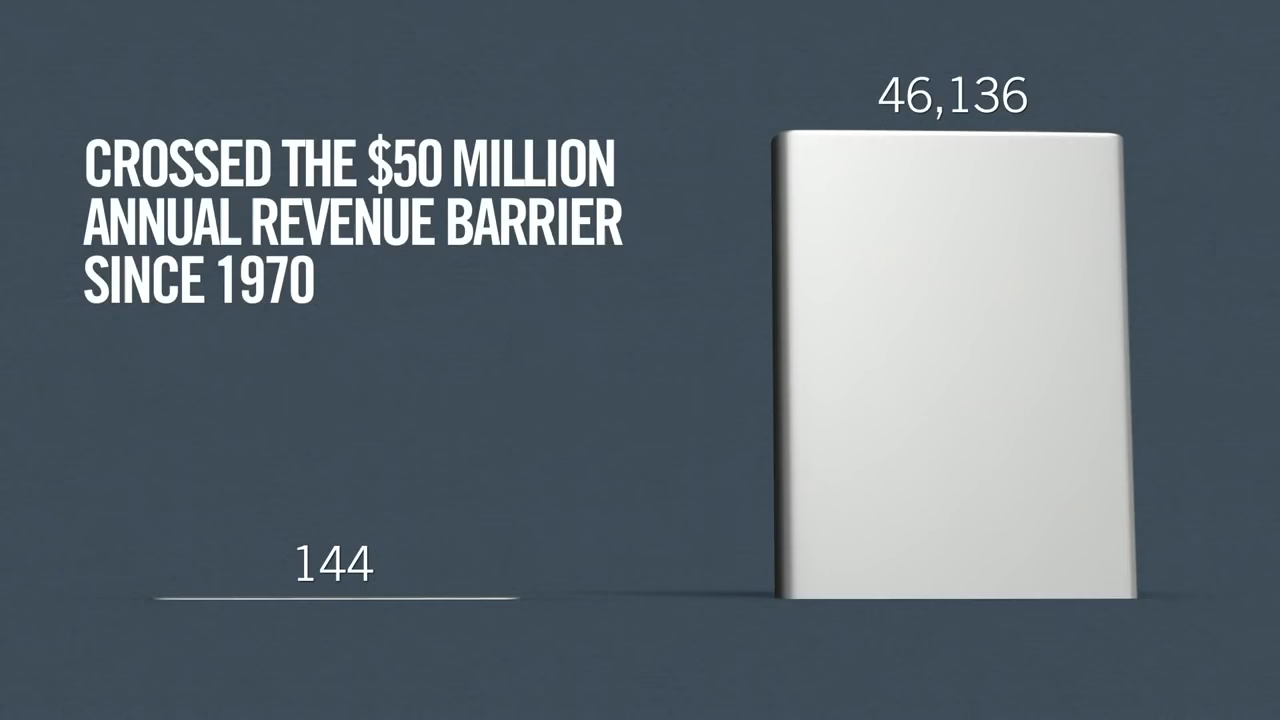 CROSSED THE $50 MILLION
ANNUAL REVENUE BARRIER
SINCE 1970
144
46,136